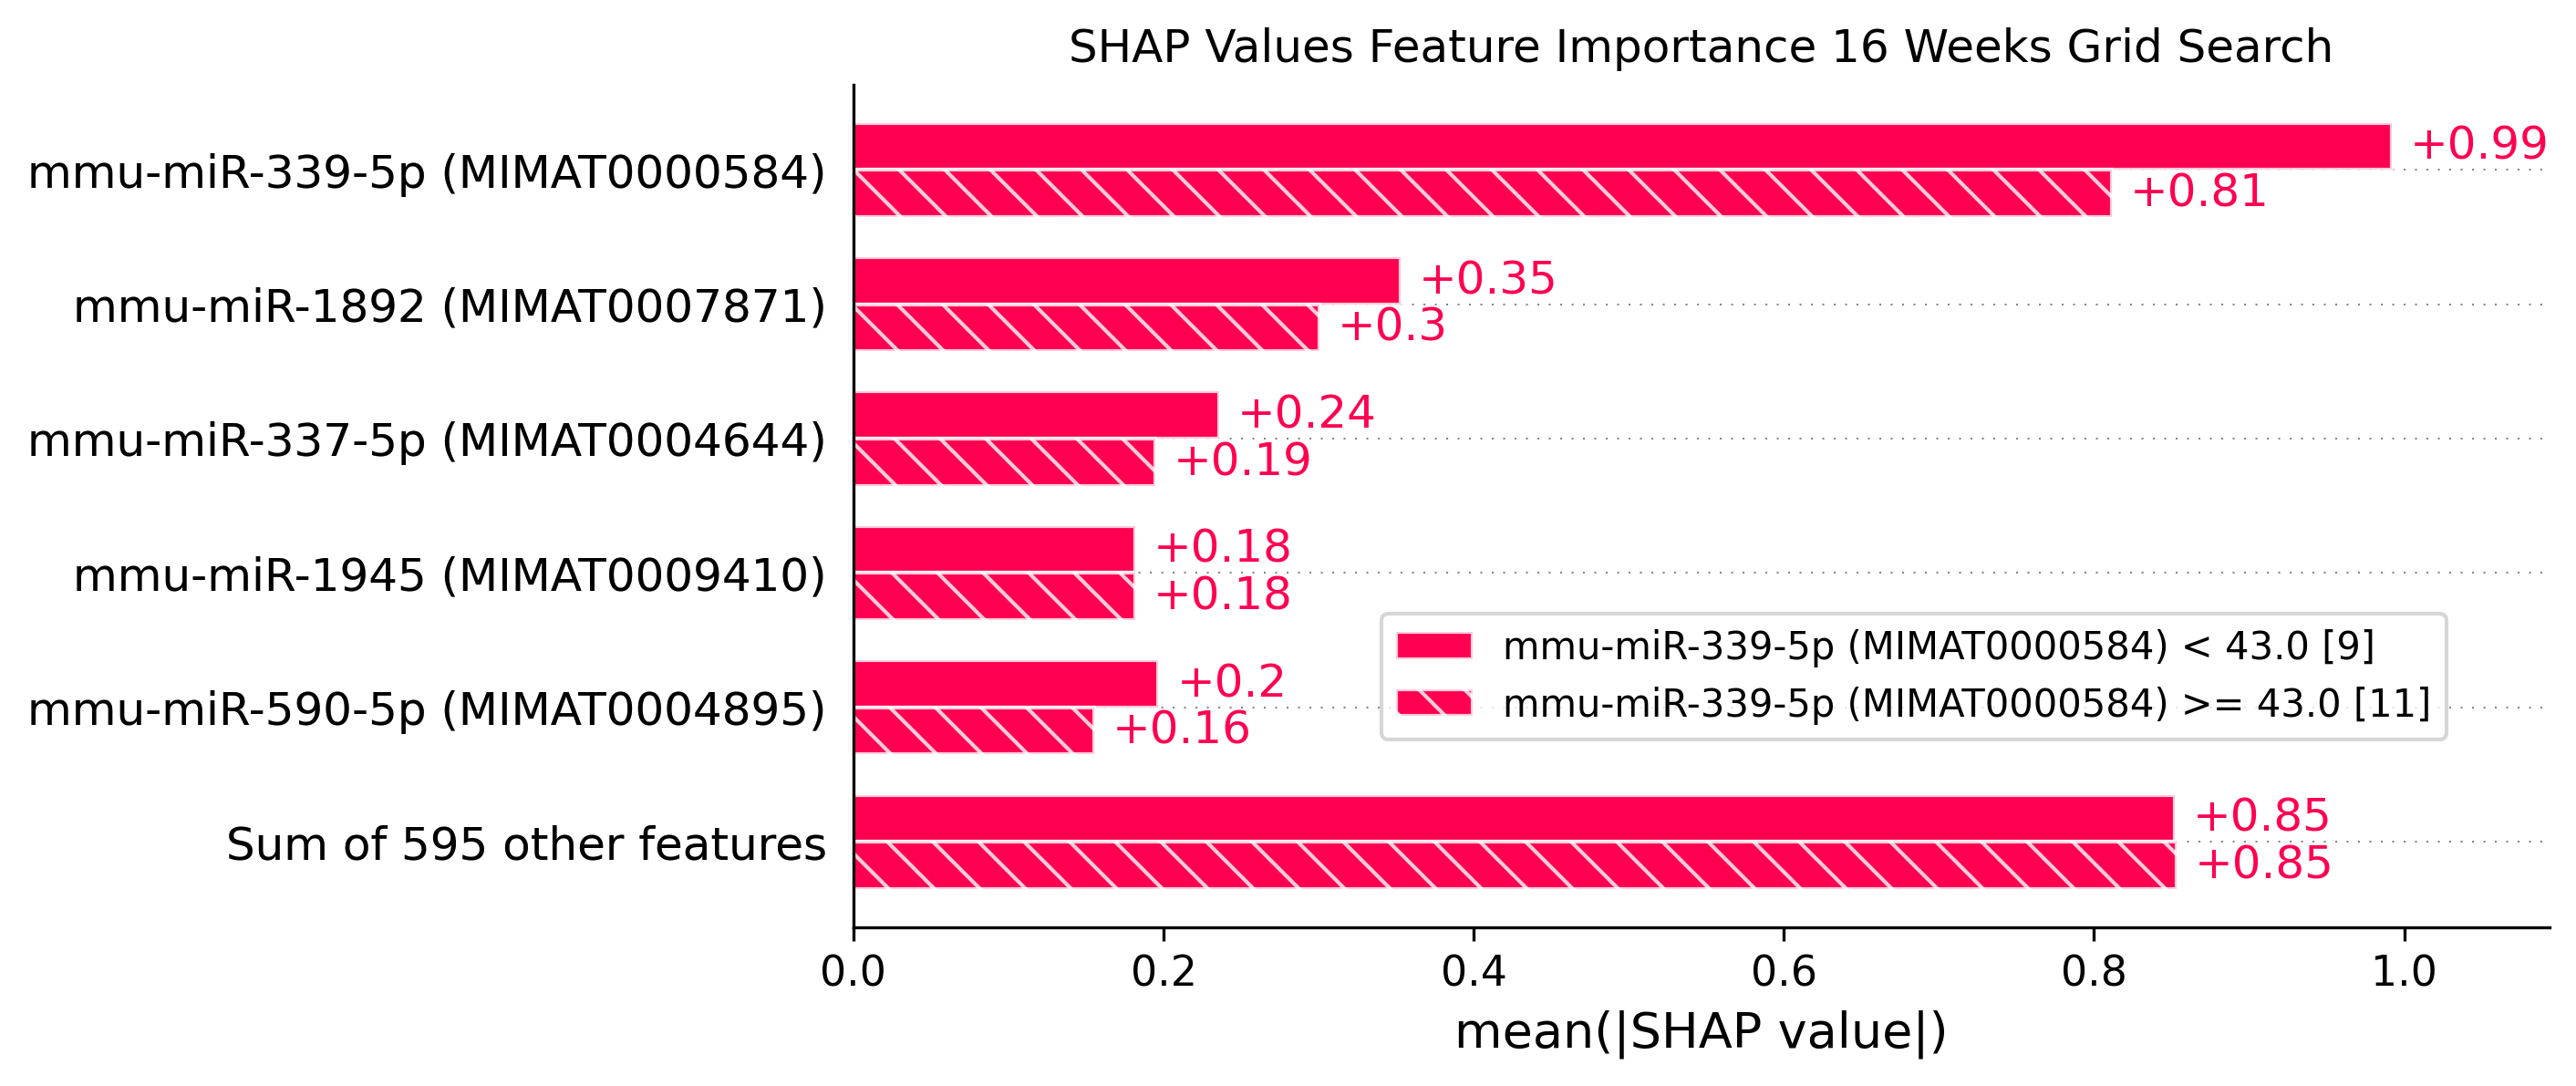 SHAP Values Feature Importance 16 Weeks Grid Search
mmu-miR-339-5p (MIMAT0000584)
+0.99
+0.81
mmu-miR-1892 (MIMAT0007871)
+0.35
+0.3
mmu-miR-337-5p (MIMAT0004644)
+0.24
+0.19
mmu-miR-1945 (MIMAT0009410)
+0.18
+0.18
mmu-miR-590-5p (MIMAT0004895)
+0.2
+0.16
mmu-miR-339-5p (MIMAT0000584) < 43.0 [9]
mmu-miR-339-5p (MIMAT0000584) >= 43.0 [11]
Sum of 595 other features
+0.85
+0.85
0.0 0.2 0.4 0.6 0.8 1.0
mean(|SHAP value|)